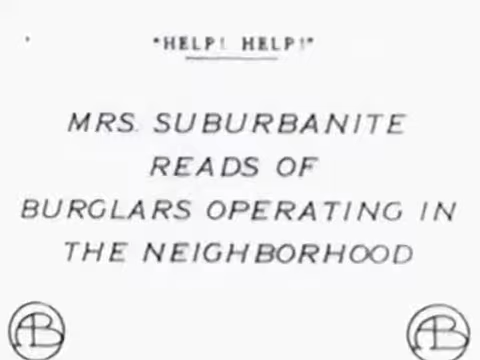 "HELP! HELP!"
MRS. SUBURBANITE
READS OF
BURGLARS OPERATING IN
THE NEIGHBORHOOD
AB AB